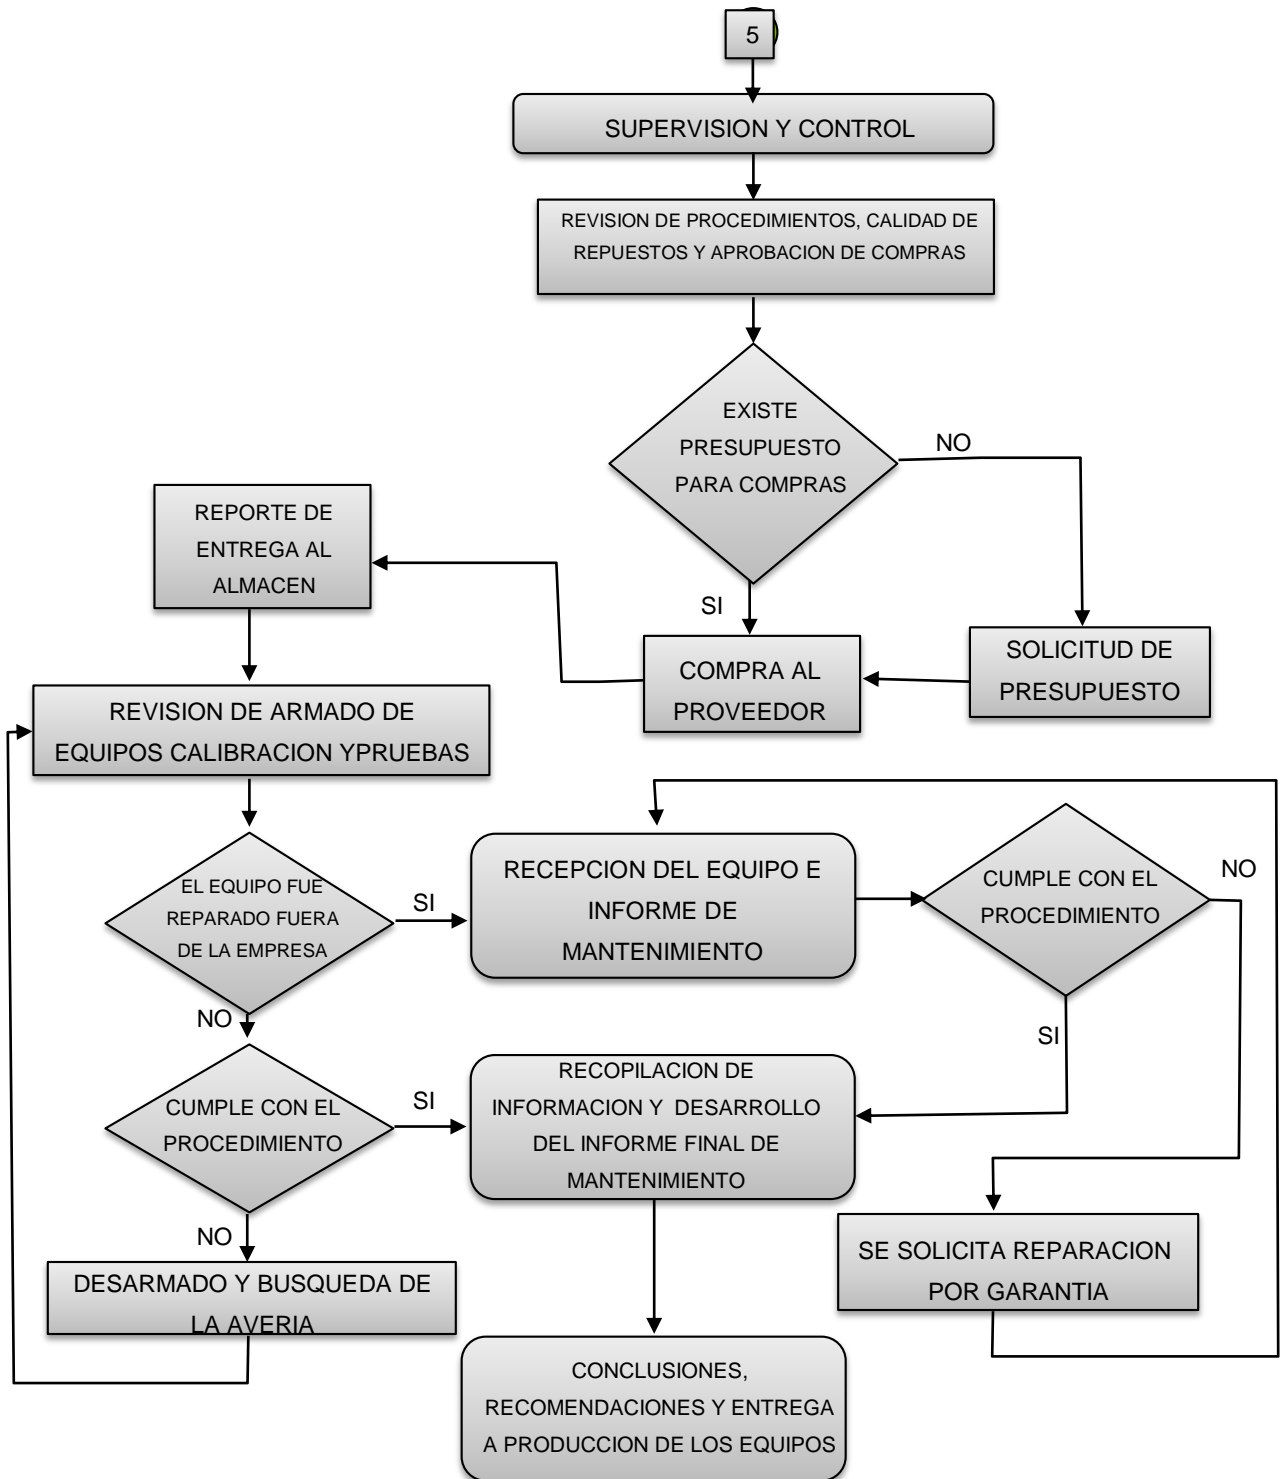 5
SUPERVISION Y CONTROL
REVISION DE PROCEDIMIENTOS, CALIDAD DE
REPUESTOS Y APROBACION DE COMPRAS
EXISTE
PRESUPUESTO
PARA COMPRAS
NO
SI
REPORTE DE
ENTREGA AL
ALMACEN
COMPRA AL
PROVEEDOR
SOLICITUD DE
PRESUPUESTO
REVISION DE ARMADO DE
EQUIPOS CALIBRACION YPRUEBAS
EL EQUIPO FUE
REPARADO FUERA
DE LA EMPRESA
SI
NO
RECEPCION DEL EQUIPO E
INFORME DE
MANTENIMIENTO
CUMPLE CON EL
PROCEDIMIENTO
NO
SI
CUMPLE CON EL
PROCEDIMIENTO
SI
NO
RECOPILACION DE
INFORMACION Y DESARROLLO
DEL INFORME FINAL DE
MANTENIMIENTO
SE SOLICITA REPARACION
POR GARANTIA
DESARMADO Y BUSQUEDA DE
LA AVERIA
CONCLUSIONES,
RECOMENDACIONES Y ENTREGA
A PRODUCCION DE LOS EQUIPOS